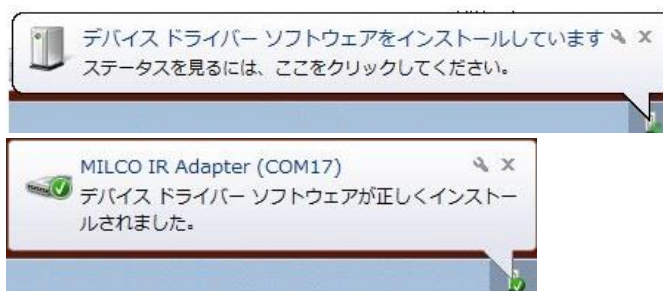 デバイス ドライバー ソフトウェアをインストールしています
ステータスを見るには、ここをクリックしてください。
MILCO IR Adapter (COM17)
デバイス ドライバー ソフトウェアが正しくインストー
ルされました。